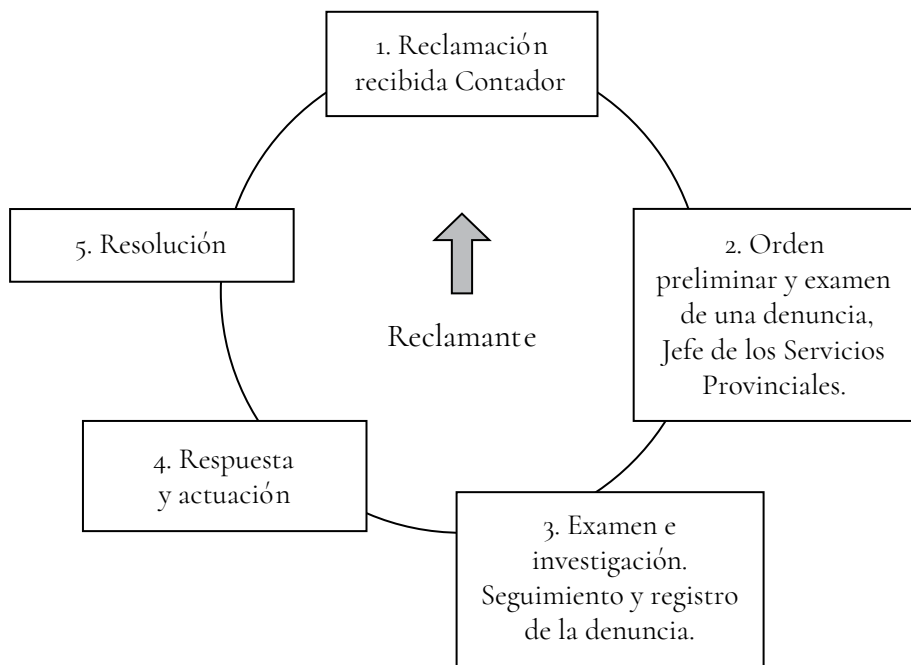 1. Reclamación
recibida Contador
2. Orden
preliminar y examen
de una denuncia,
Jefe de los Servicios
Provinciales.
3. Examen e
investigación.
Seguimiento y registro
de la denuncia.
4. Respuesta
y actuación
5. Resolución
Reclamante